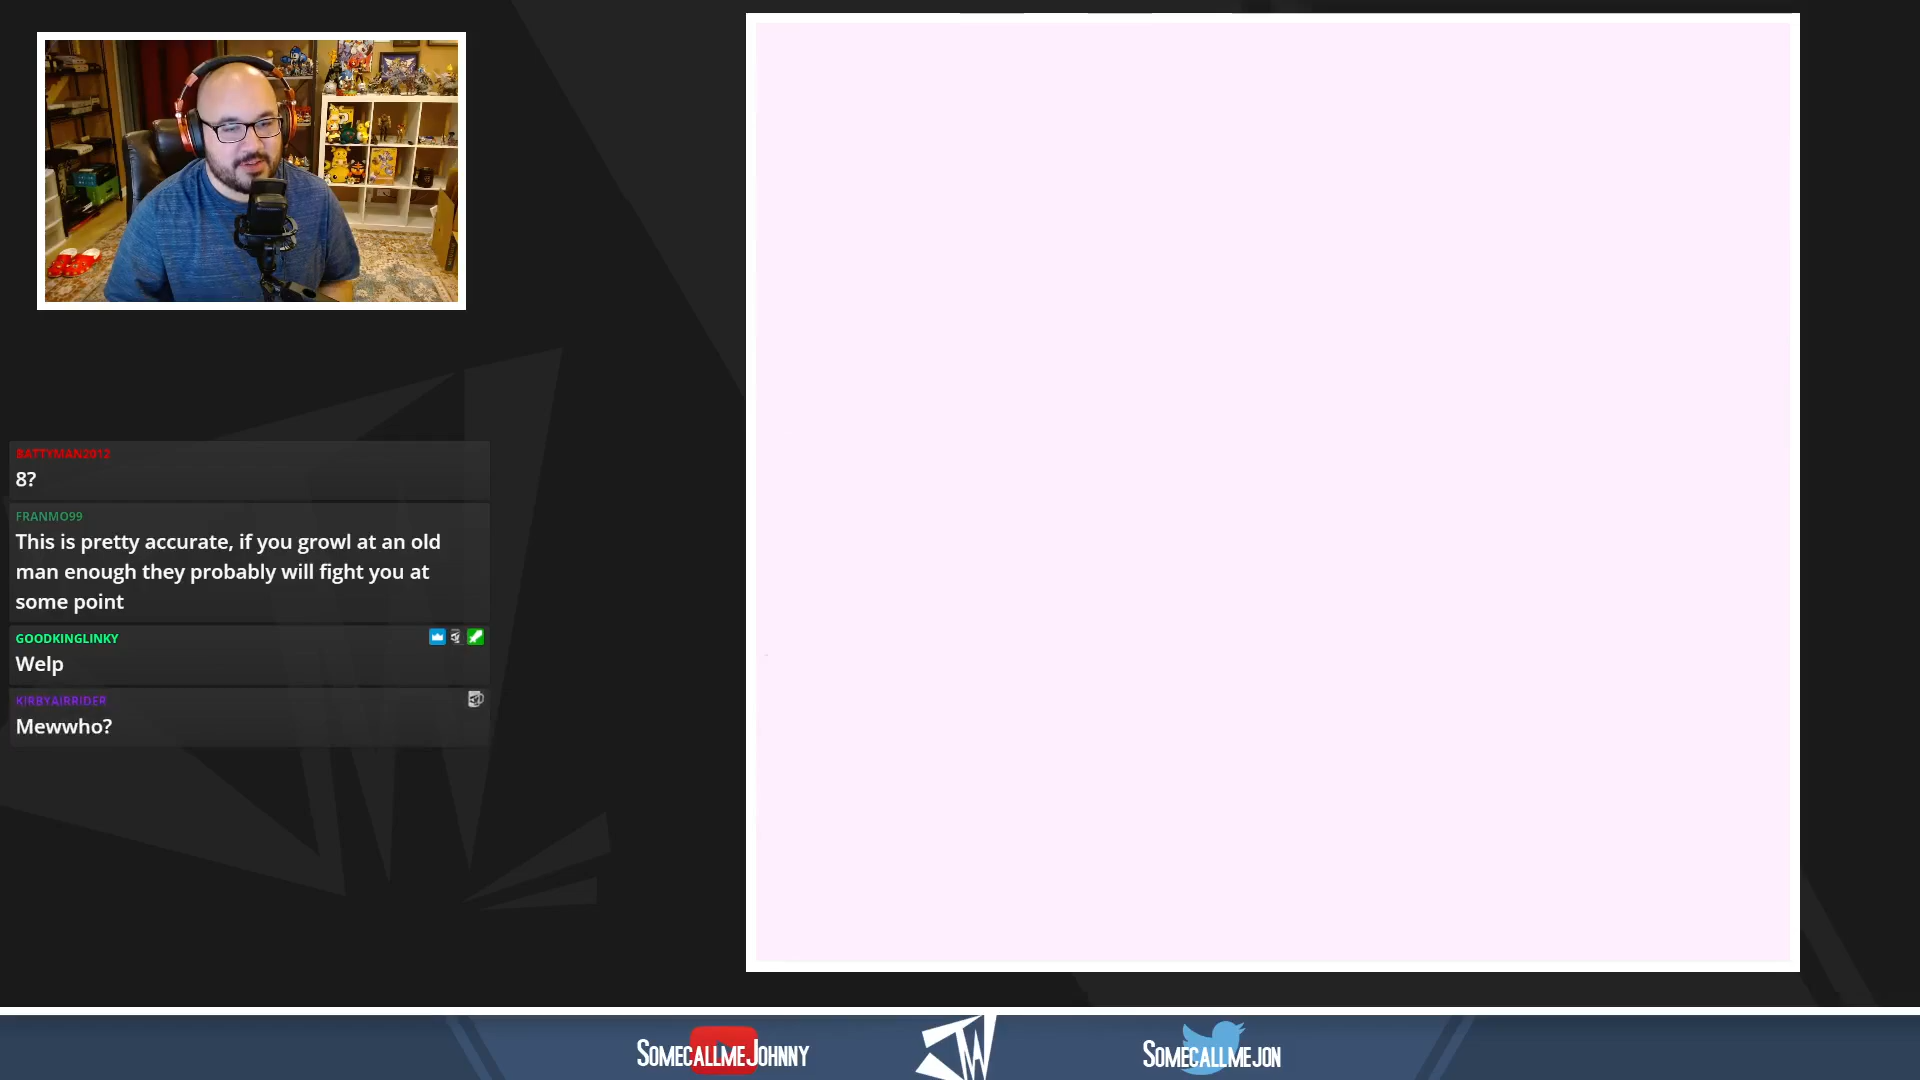 BATTYMAN2012
8?
FRANMO99
This is pretty accurate, if you growl at an old
man enough they probably will fight you at
some point
GOODKINGLINKY
Welp
KIRBYAIRRIDER
Mewwho?
SOMECALLMEJOHNNY
SOMECALLMEJON